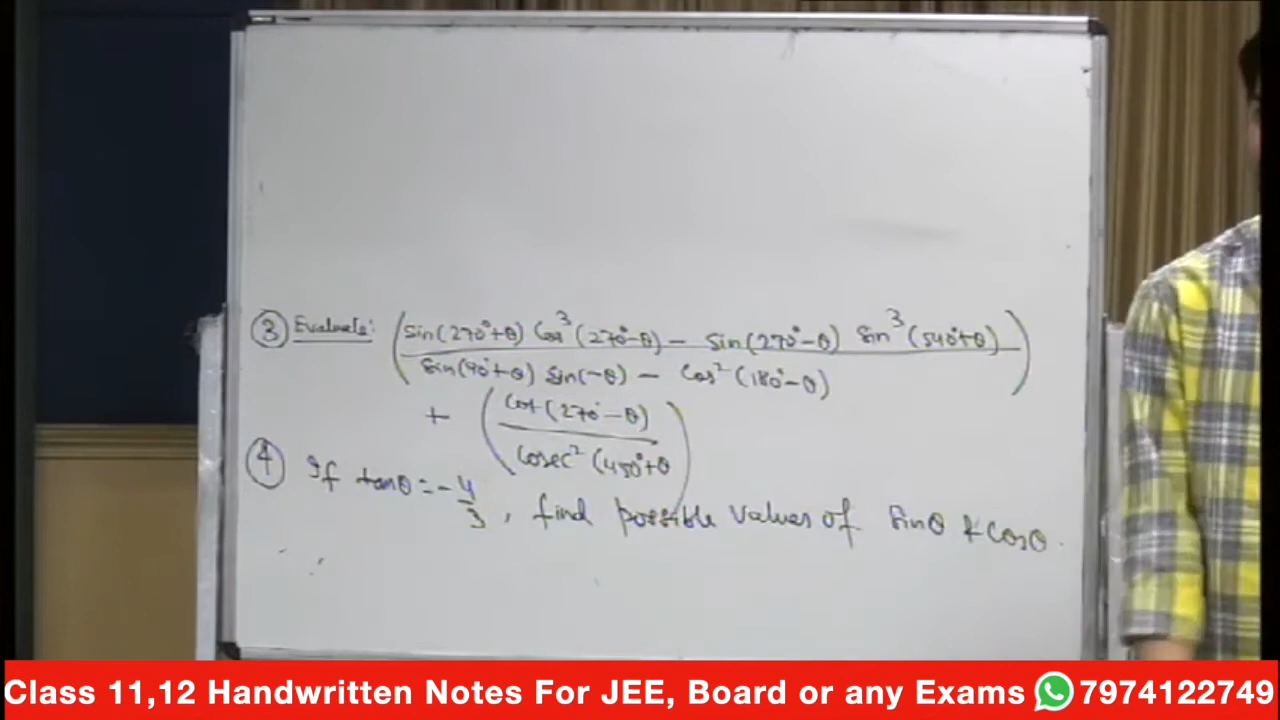 ③ Evaluate: (sin(270°+θ) Cos³(270°-θ) - sin(270°-θ) sin³(540°+θ)
sin(90°+θ) sin(-θ) - Cos²(180°-θ))
+ (Cot(270°-θ)
Cosec²(450°+θ)
④ If tanθ = -4/3, find possible values of sinθ & Cosθ.
Class 11,12 Handwritten Notes For JEE, Board or any Exams 7974122749